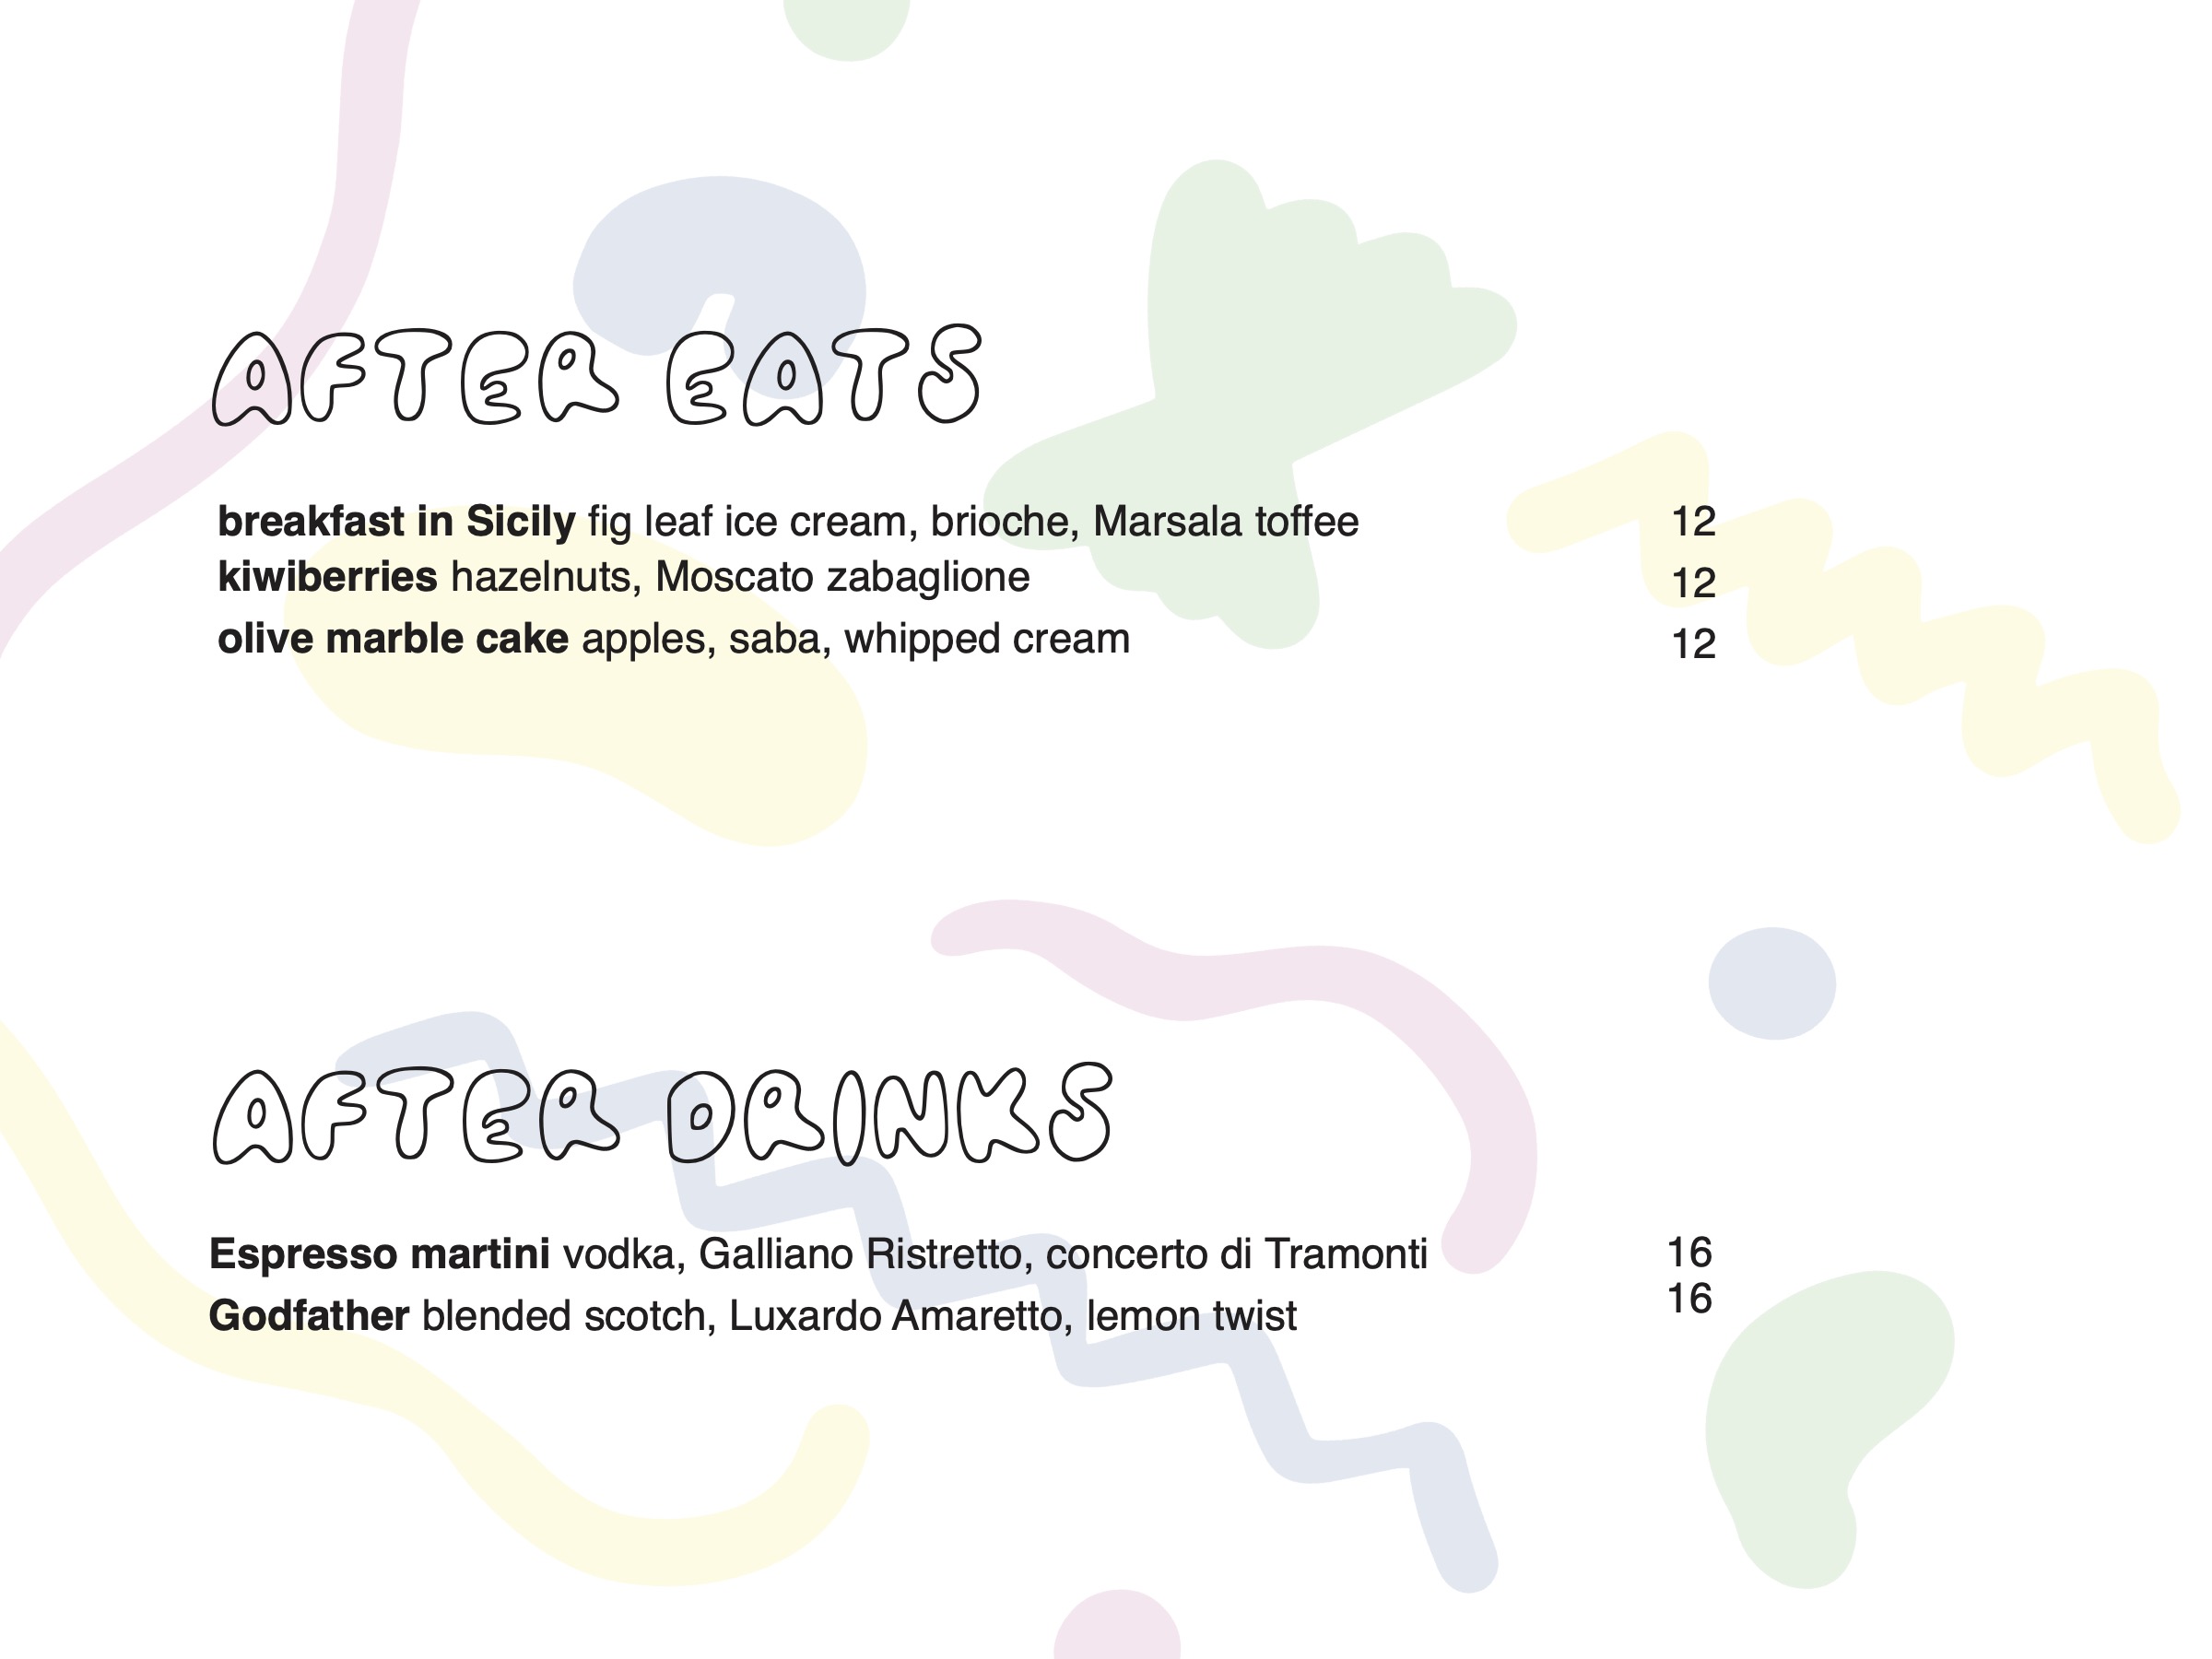 AFTER EATS
breakfast in Sicily fig leaf ice cream, brioche, Marsala toffee 12
kiwiberries hazelnuts, Moscato zabaglione 12
olive marble cake apples, saba, whipped cream 12
AFTER DRINKS
Espresso martini vodka, Galliano Ristretto, concerto di Tramonti 16
Godfather blended scotch, Luxardo Amaretto, lemon twist 16